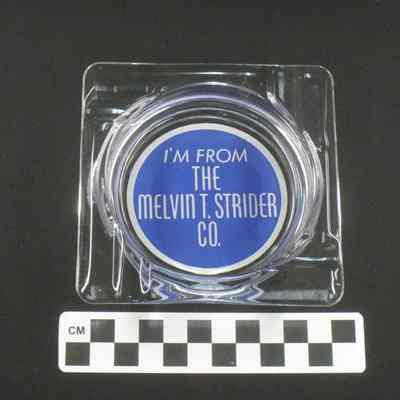 I'M FROM
THE
MELVIN T. STRIDER
CO.
CM